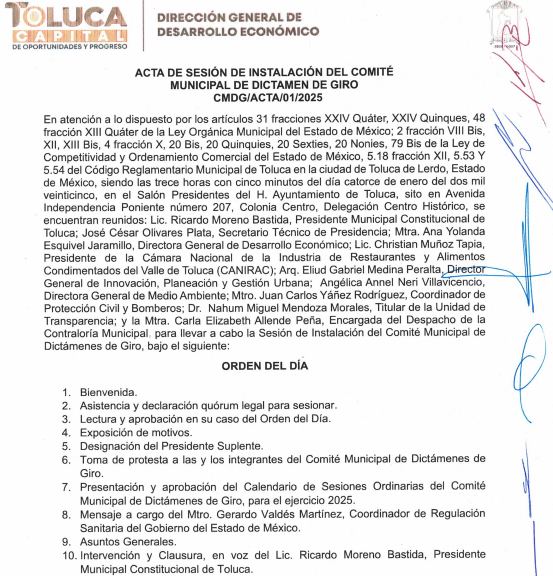 TOLUCA
CAPITAL
DE OPORTUNIDADES Y PROGRESO
DIRECCIÓN GENERAL DE
DESARROLLO ECONÓMICO
ACTA DE SESIÓN DE INSTALACIÓN DEL COMITÉ
MUNICIPAL DE DICTAMEN DE GIRO
CMDG/ACTA/01/2025
En atención a lo dispuesto por los artículos 31 fracciones XXIV Quáter, XXIV Quinques, 48
fracción XIII Quáter de la Ley Orgánica Municipal del Estado de México; 2 fracción VIII Bis,
XII, XIII Bis, 4 fracción X, 20 Bis, 20 Quinquies, 20 Sexties, 20 Nonies, 79 Bis de la Ley de
Competitividad y Ordenamiento Comercial del Estado de México, 5.18 fracción XII, 5.53 Y
5.54 del Código Reglamentario Municipal de Toluca en la ciudad de Toluca de Lerdo, Estado
de México, siendo las trece horas con cinco minutos del día catorce de enero del dos mil
veinticinco, en el Salón Presidentes del H. Ayuntamiento de Toluca, sito en Avenida
Independencia Poniente número 207, Colonia Centro, Delegación Centro Histórico, se
encuentran reunidos: Lic. Ricardo Moreno Bastida, Presidente Municipal Constitucional de
Toluca; José César Olivares Plata, Secretario Técnico de Presidencia; Mtra. Ana Yolanda
Esquivel Jaramillo, Directora General de Desarrollo Económico; Lic. Christian Muñoz Tapia,
Presidente de la Cámara Nacional de la Industria de Restaurantes y Alimentos
Condimentados del Valle de Toluca (CANIRAC); Arq. Eliud Gabriel Medina Peralta, Director
General de Innovación, Planeación y Gestión Urbana; Angélica Annel Neri Villavicencio,
Directora General de Medio Ambiente; Mtro. Juan Carlos Yáñez Rodríguez, Coordinador de
Protección Civil y Bomberos; Dr. Nahum Miguel Mendoza Morales, Titular de la Unidad de
Transparencia; y la Mtra. Carla Elizabeth Allende Peña, Encargada del Despacho de la
Contraloría Municipal. para llevar a cabo la Sesión de Instalación del Comité Municipal de
Dictámenes de Giro, bajo el siguiente:
ORDEN DEL DÍA
1. Bienvenida.
2. Asistencia y declaración quórum legal para sesionar.
3. Lectura y aprobación en su caso del Orden del Día.
4. Exposición de motivos.
5. Designación del Presidente Suplente.
6. Toma de protesta a las y los integrantes del Comité Municipal de Dictámenes de
Giro.
7. Presentación y aprobación del Calendario de Sesiones Ordinarias del Comité
Municipal de Dictámenes de Giro, para el ejercicio 2025.
8. Mensaje a cargo del Mtro. Gerardo Valdés Martínez, Coordinador de Regulación
Sanitaria del Gobierno del Estado de México.
9. Asuntos Generales.
10. Intervención y Clausura, en voz del Lic. Ricardo Moreno Bastida, Presidente
Municipal Constitucional de Toluca.